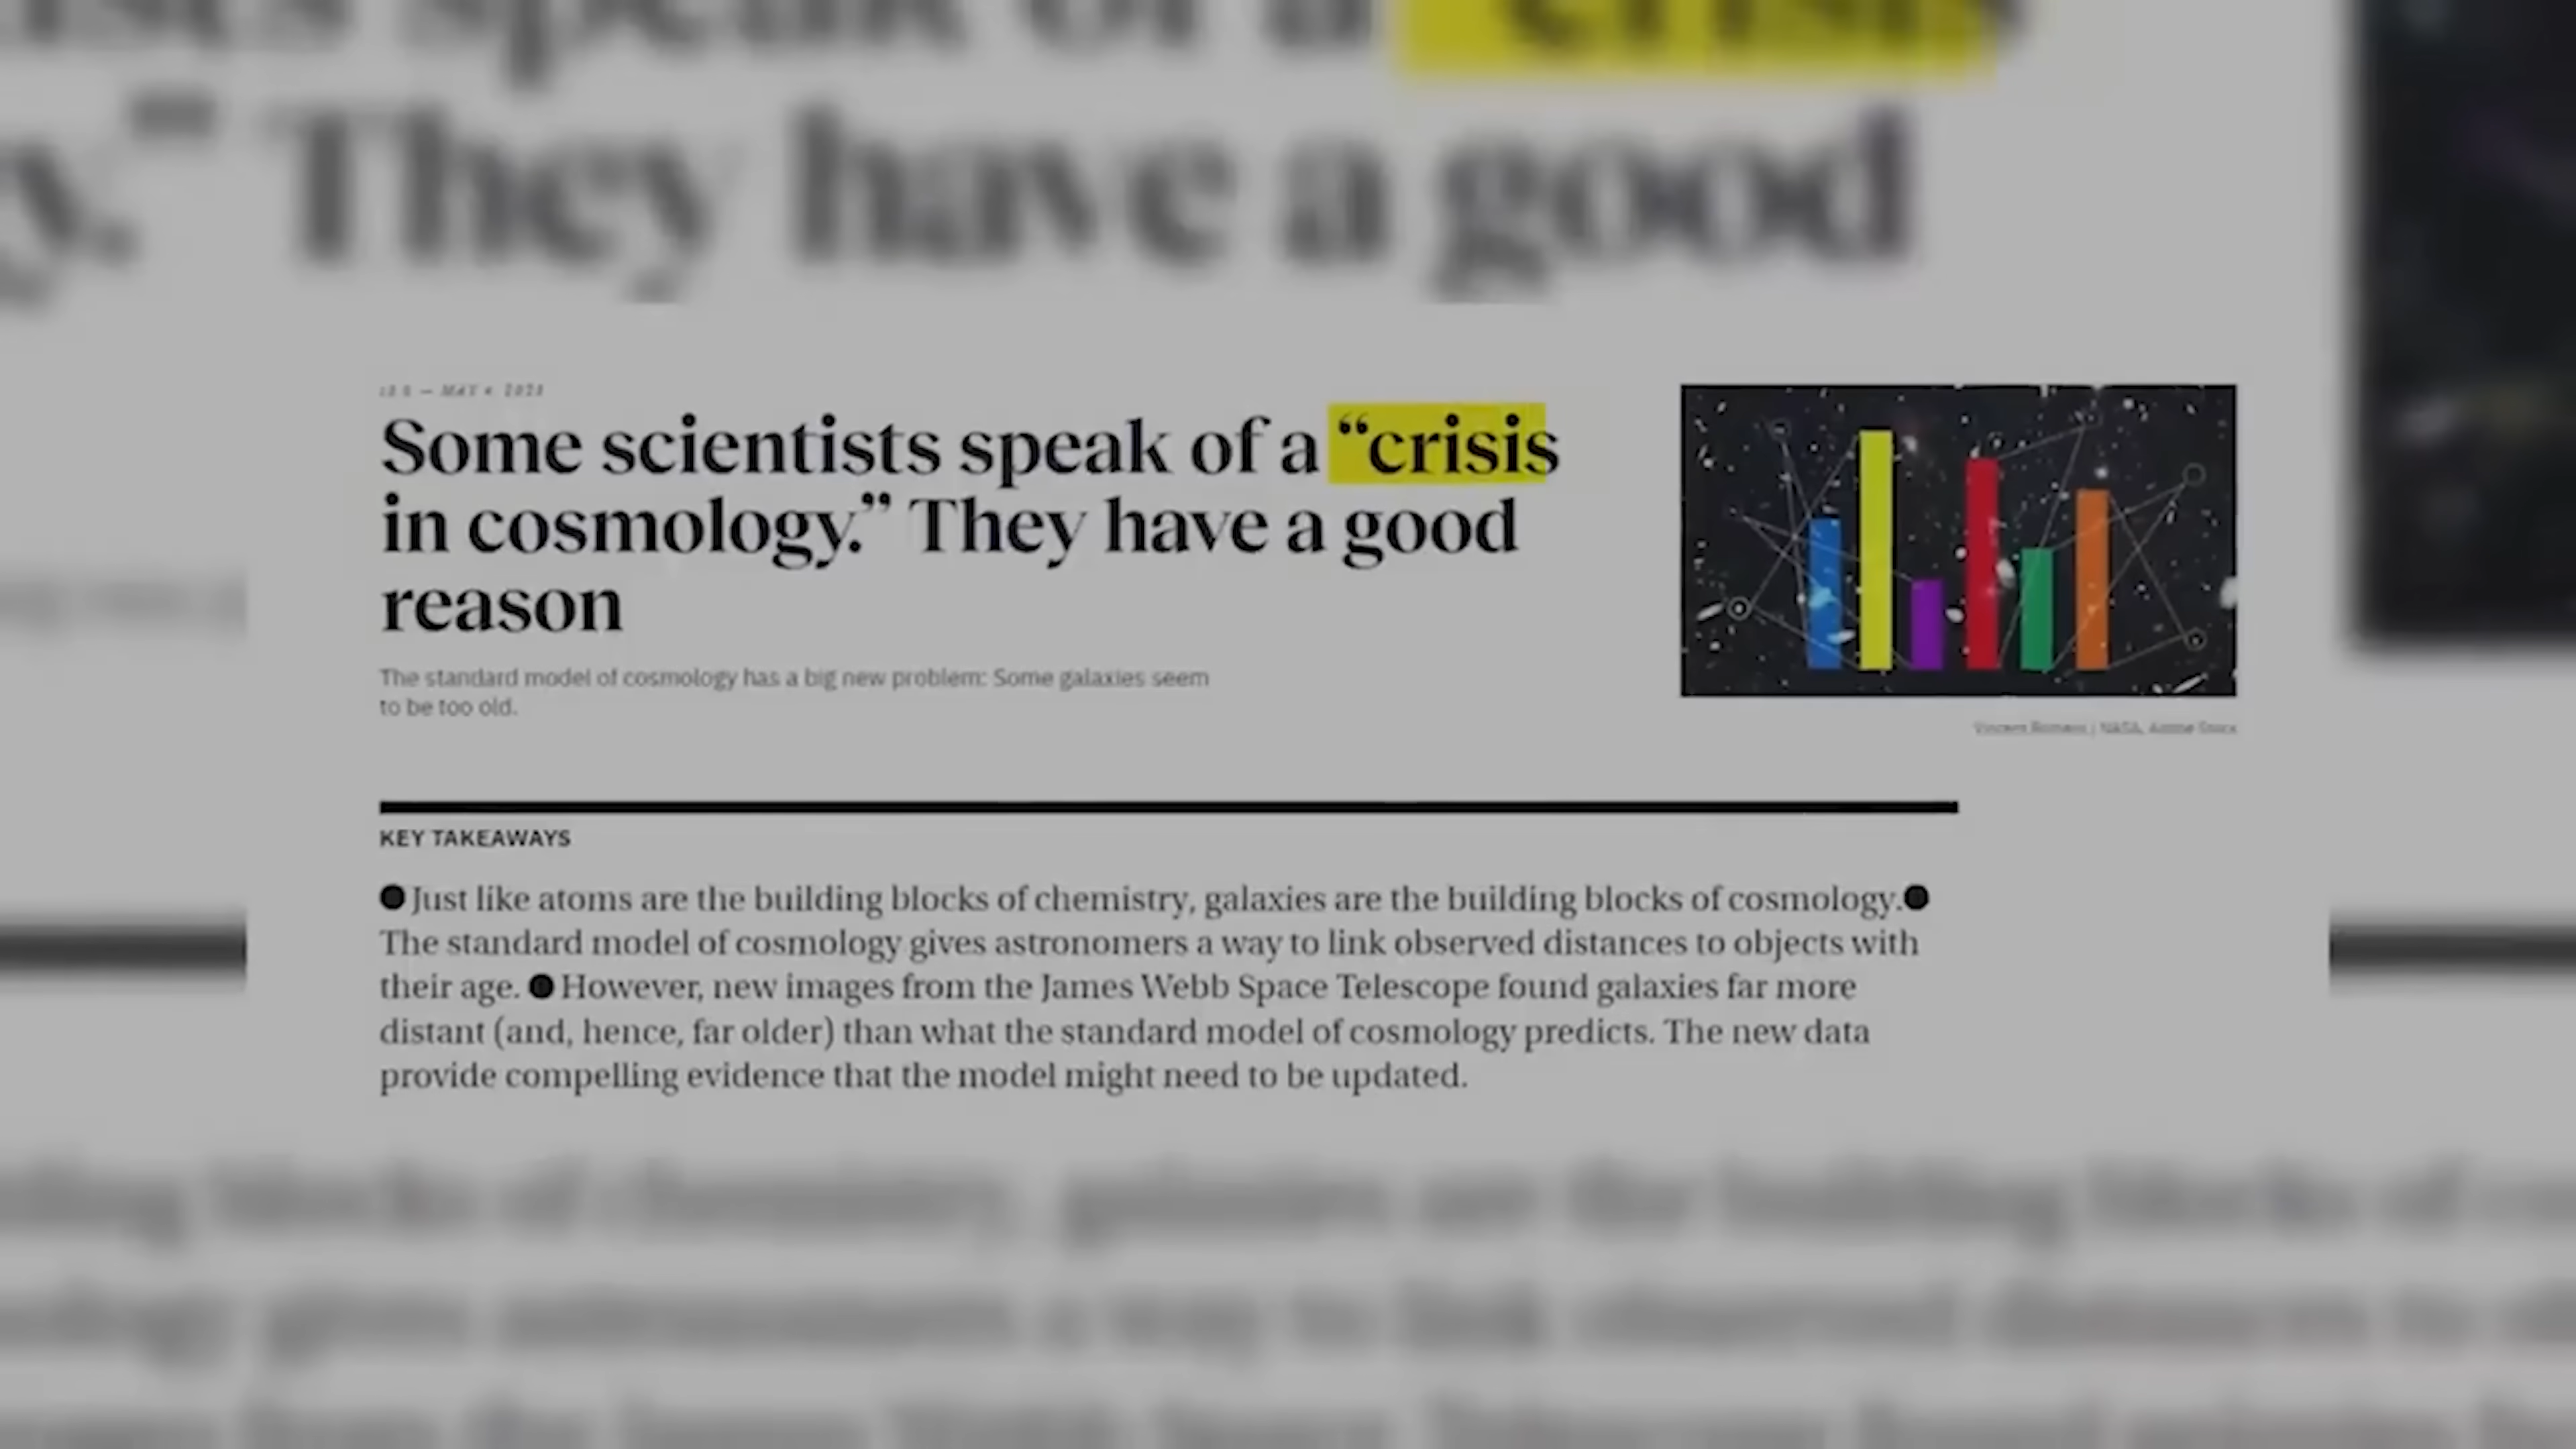 They have a good
Some scientists speak of a “crisis
in cosmology.” They have a good
reason
The standard model of cosmology has a big new problem: Some galaxies seem
to be too old.
KEY TAKEAWAYS
● Just like atoms are the building blocks of chemistry, galaxies are the building blocks of cosmology.●
The standard model of cosmology gives astronomers a way to link observed distances to objects with
their age. ● However, new images from the James Webb Space Telescope found galaxies far more
distant (and, hence, far older) than what the standard model of cosmology predicts. The new data
provide compelling evidence that the model might need to be updated.